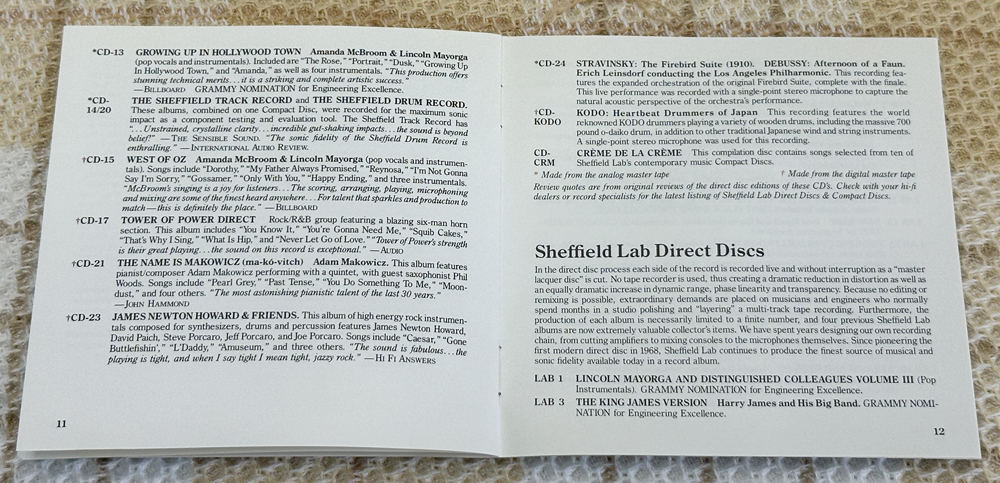 *CD-13 GROWING UP IN HOLLYWOOD TOWN Amanda McBroom & Lincoln Mayorga
(pop vocals and instrumentals). Included are "The Rose," "Portrait," "Dusk," "Growing Up
In Hollywood Town," and "Amanda," as well as four instrumentals. "This production offers
stunning technical merits...it is a striking and complete artistic success."
—BILLBOARD GRAMMY NOMINATION for Engineering Excellence.
*CD-14/20 THE SHEFFIELD TRACK RECORD and THE SHEFFIELD DRUM RECORD.
These albums, combined on one Compact Disc, were recorded for the maximum sonic
impact as a component testing and evaluation tool. The Sheffield Track Record has
"...Unstrained, crystalline clarity...incredible gut-shaking impacts...the sound is beyond
belief!" —THE SENSIBLE SOUND. "The sonic fidelity of the Sheffield Drum Record is
enthralling." —INTERNATIONAL AUDIO REVIEW.
†CD-15 WEST OF OZ Amanda McBroom & Lincoln Mayorga (pop vocals and instrumen-
tals). Songs include "Dorothy," "My Father Always Promised," "Reynosa," "I'm Not Gonna
Say I'm Sorry," "Gossamer," "Only With You," "Happy Ending," and three instrumentals.
"McBroom's singing is a joy for listeners...The scoring, arranging, playing, microphoning
and mixing are some of the finest heard anywhere...For talent that sparkles and production to
match—this is definitely the place." —BILLBOARD
†CD-17 TOWER OF POWER DIRECT Rock/R&B group featuring a blazing six-man horn
section. This album includes "You Know It," "You're Gonna Need Me," "Squib Cakes,"
"That's Why I Sing," "What Is Hip," and "Never Let Go of Love." "Tower of Power's strength
is their great playing...the sound on this record is exceptional." —AUDIO
†CD-21 THE NAME IS MAKOWICZ (ma-kó-vitch) Adam Makowicz. This album features
pianist/composer Adam Makowicz performing with a quintet, with guest saxophonist Phil
Woods. Songs include "Pearl Grey," "Past Tense," "You Do Something To Me," "Moon-
dust," and four others. "The most astonishing pianistic talent of the last 30 years."
—JOHN HAMMOND
†CD-23 JAMES NEWTON HOWARD & FRIENDS. This album of high energy rock instrumen-
tals composed for synthesizers, drums and percussion features James Newton Howard,
David Paich, Steve Porcaro, Jeff Porcaro, and Joe Porcaro. Songs include "Caesar," "Gone
Buttlefishin'," "L'Daddy," "Amuseum," and three others. "The sound is fabulous...the
playing is tight, and when I say tight I mean tight, jazzy rock." —HI FI ANSWERS
11
*CD-24 STRAVINSKY: The Firebird Suite (1910). DEBUSSY: Afternoon of a Faun.
Erich Leinsdorf conducting the Los Angeles Philharmonic. This recording fea-
tures the expanded orchestration of the original Firebird Suite, complete with the finale.
This live performance was recorded with a single-point stereo microphone to capture the
natural acoustic perspective of the orchestra's performance.
†CD-KODO KODO: Heartbeat Drummers of Japan This recording features the world
reknowned KODO drummers playing a variety of wooden drums, including the massive 700
pound o-daiko drum, in addition to other traditional Japanese wind and string instruments.
A single-point stereo microphone was used for this recording.
CD-CRM CRÈME DE LA CRÈME This compilation disc contains songs selected from ten of
Sheffield Lab's contemporary music Compact Discs.
* Made from the analog master tape † Made from the digital master tape
Review quotes are from original reviews of the direct disc editions of these CD's. Check with your hi-fi
dealers or record specialists for the latest listing of Sheffield Lab Direct Discs & Compact Discs.
Sheffield Lab Direct Discs
In the direct disc process each side of the record is recorded live and without interruption as a "master
lacquer disc" is cut. No tape recorder is used, thus creating a dramatic reduction in distortion as well as
an equally dramatic increase in dynamic range, phase linearity and transparency. Because no editing or
remixing is possible, extraordinary demands are placed on musicians and engineers who normally
spend months in a studio polishing and "layering" a multi-track tape recording. Furthermore, the
production of each album is necessarily limited to a finite number, and four previous Sheffield Lab
albums are now extremely valuable collector's items. We have spent years designing our own recording
chain, from cutting amplifiers to mixing consoles to the microphones themselves. Since pioneering the
first modern direct disc in 1968, Sheffield Lab continues to produce the finest source of musical and
sonic fidelity available today in a record album.
LAB 1 LINCOLN MAYORGA AND DISTINGUISHED COLLEAGUES VOLUME III (Pop
Instrumentals). GRAMMY NOMINATION for Engineering Excellence.
LAB 3 THE KING JAMES VERSION Harry James and His Big Band. GRAMMY NOMI-
NATION for Engineering Excellence.
12